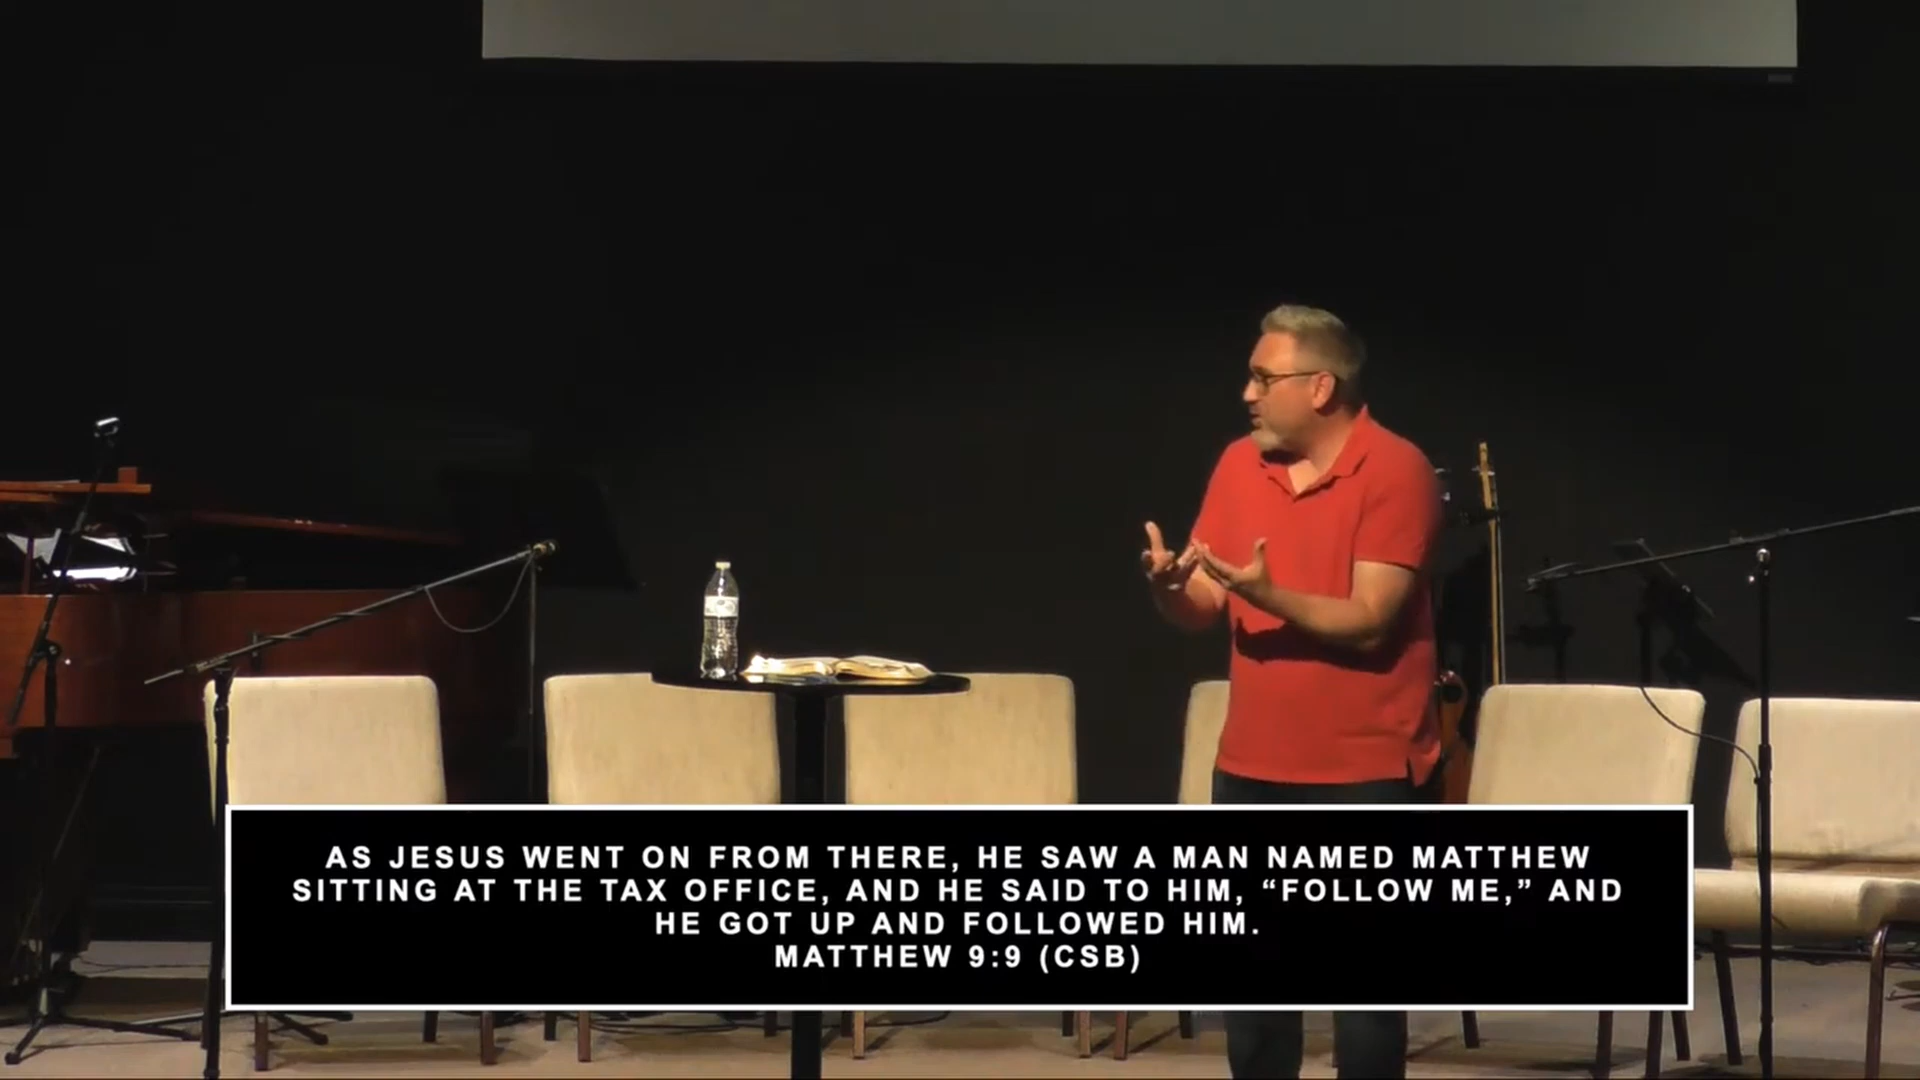 AS JESUS WENT ON FROM THERE, HE SAW A MAN NAMED MATTHEW
SITTING AT THE TAX OFFICE, AND HE SAID TO HIM, “FOLLOW ME,” AND
HE GOT UP AND FOLLOWED HIM.
MATTHEW 9:9 (CSB)